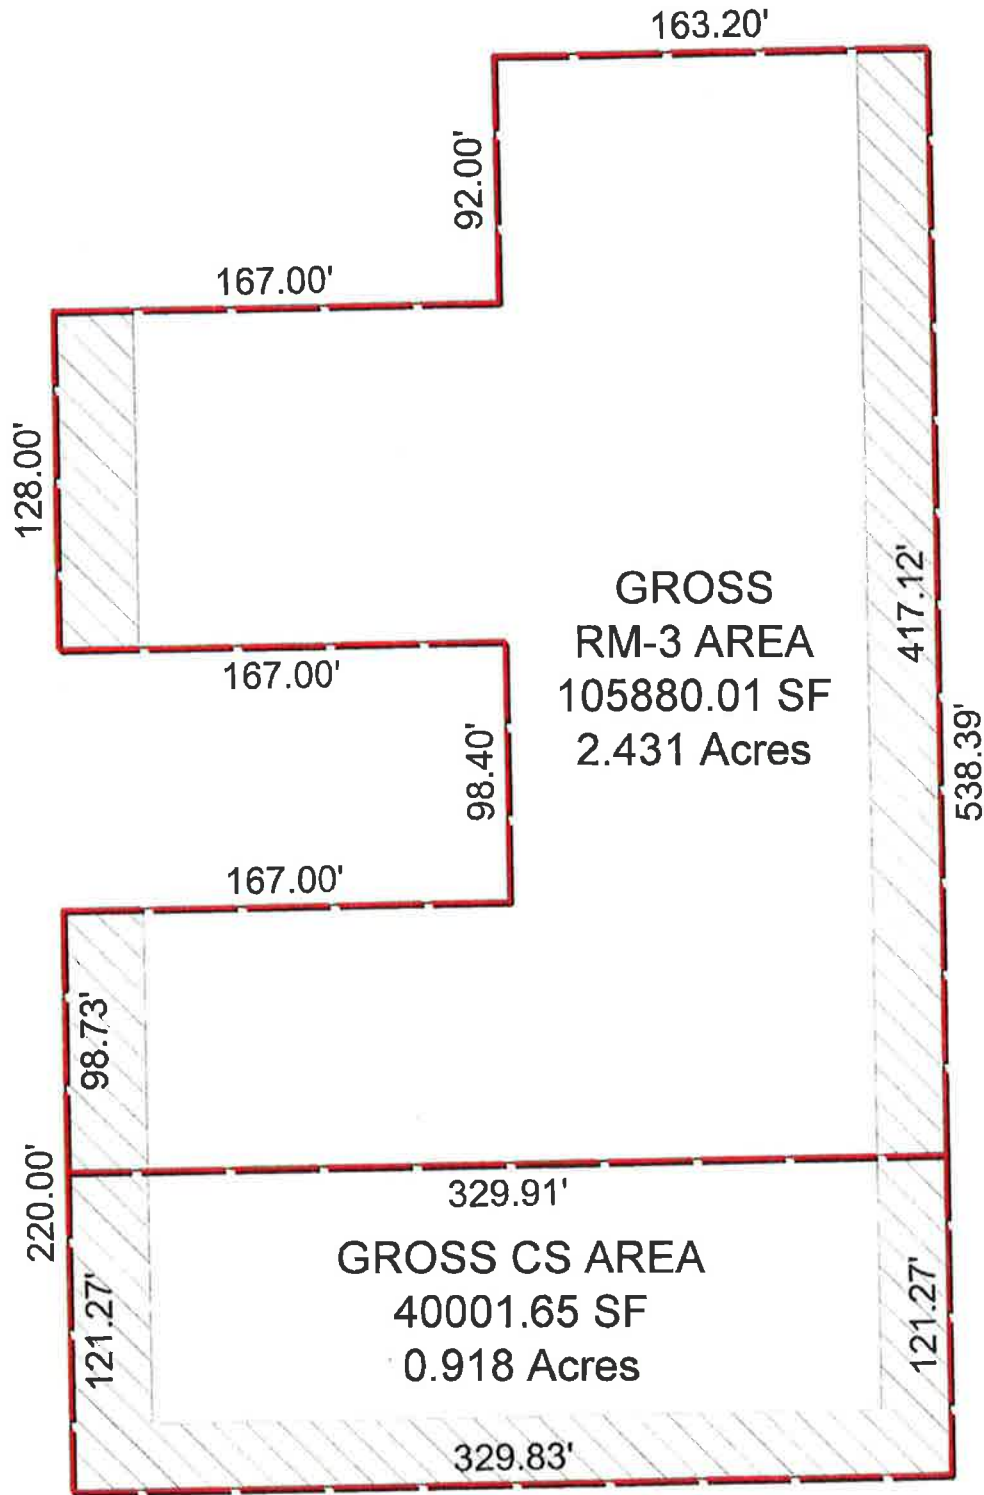 163.20'
92.00'
167.00'
128.00'
GROSS
RM-3 AREA
105880.01 SF
2.431 Acres
417.12'
167.00'
98.40'
538.39'
167.00'
98.73'
220.00'
329.91'
GROSS CS AREA
40001.65 SF
0.918 Acres
121.27'
121.27'
329.83'